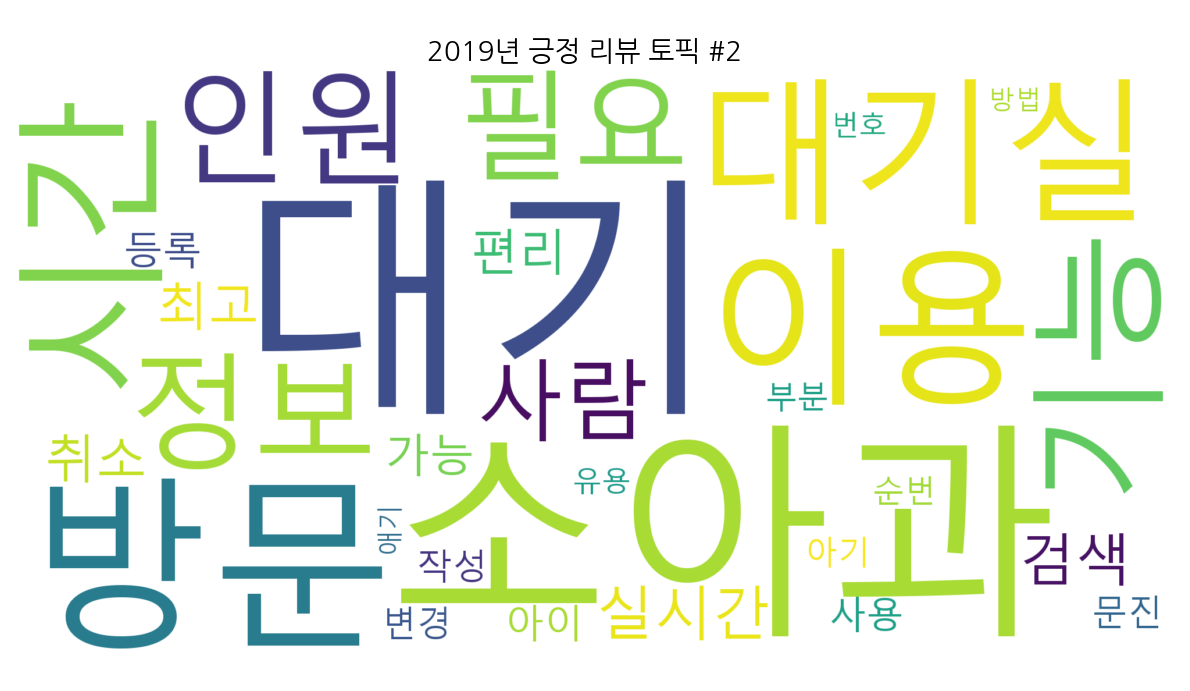 2019년 긍정 리뷰 토픽 #2
시간
인원
필요
대기실
번호
방법
대기
등록
최고
편리
이용
기능
정보
사람
부분
취소
가능
소아과
유용
순번
방문
애기
작성
변경
아이
실시간
아기
사용
검색
문진